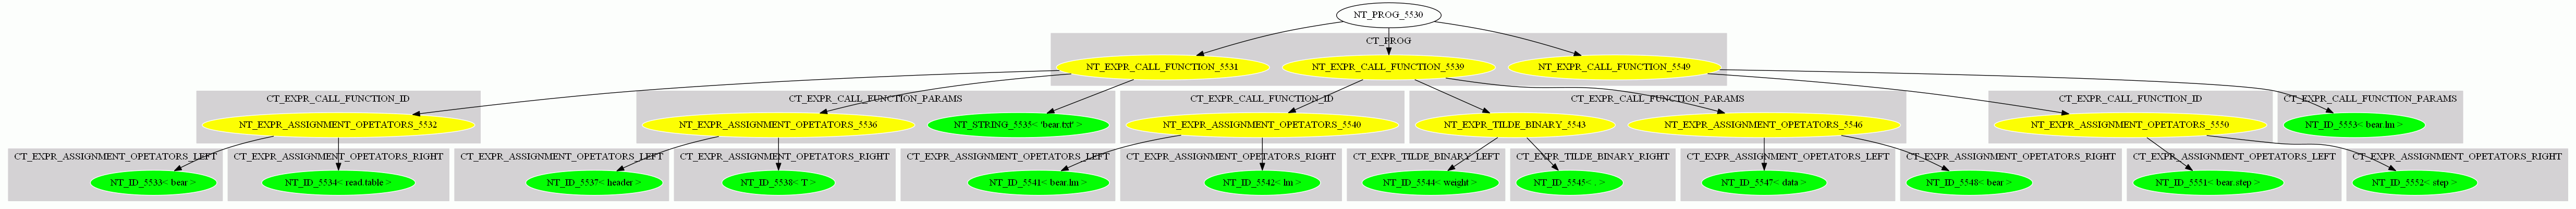 NT_PROG_5530
CT_PROG
NT_EXPR_CALL_FUNCTION_5531
NT_EXPR_CALL_FUNCTION_5539
NT_EXPR_CALL_FUNCTION_5549
CT_EXPR_CALL_FUNCTION_ID
CT_EXPR_CALL_FUNCTION_PARAMS
CT_EXPR_CALL_FUNCTION_ID
CT_EXPR_CALL_FUNCTION_PARAMS
CT_EXPR_CALL_FUNCTION_ID
CT_EXPR_CALL_FUNCTION_PARAMS
NT_EXPR_ASSIGNMENT_OPETATORS_5532
NT_EXPR_ASSIGNMENT_OPETATORS_5536
NT_STRING_5535< 'bear.txt' >
NT_EXPR_ASSIGNMENT_OPETATORS_5540
NT_EXPR_TILDE_BINARY_5543
NT_EXPR_ASSIGNMENT_OPETATORS_5546
NT_EXPR_ASSIGNMENT_OPETATORS_5550
NT_ID_5553< bear.lm >
CT_EXPR_ASSIGNMENT_OPETATORS_LEFT
CT_EXPR_ASSIGNMENT_OPETATORS_RIGHT
CT_EXPR_ASSIGNMENT_OPETATORS_LEFT
CT_EXPR_ASSIGNMENT_OPETATORS_RIGHT
CT_EXPR_ASSIGNMENT_OPETATORS_LEFT
CT_EXPR_ASSIGNMENT_OPETATORS_RIGHT
CT_EXPR_TILDE_BINARY_LEFT
CT_EXPR_TILDE_BINARY_RIGHT
CT_EXPR_ASSIGNMENT_OPETATORS_LEFT
CT_EXPR_ASSIGNMENT_OPETATORS_RIGHT
CT_EXPR_ASSIGNMENT_OPETATORS_LEFT
CT_EXPR_ASSIGNMENT_OPETATORS_RIGHT
NT_ID_5533< bear >
NT_ID_5534< read.table >
NT_ID_5537< header >
NT_ID_5538< T >
NT_ID_5541< bear.lm >
NT_ID_5542< lm >
NT_ID_5544< weight >
NT_ID_5545< . >
NT_ID_5547< data >
NT_ID_5548< bear >
NT_ID_5551< bear.step >
NT_ID_5552< step >